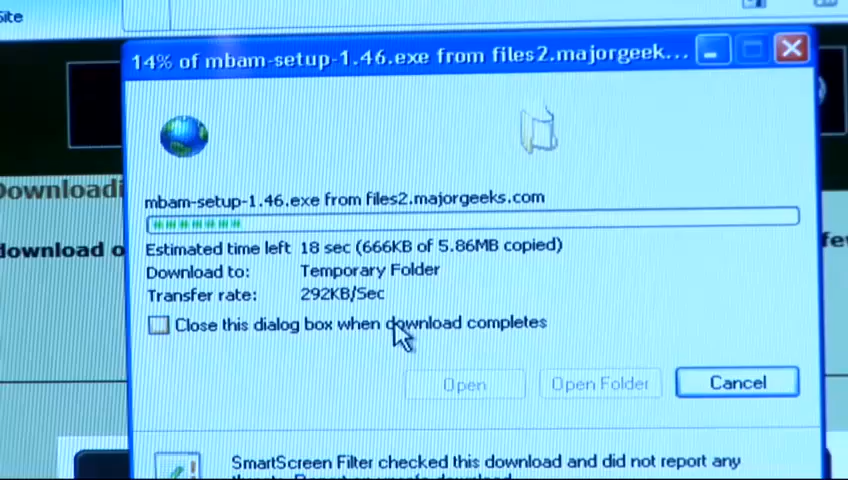 Site
14% of mbam-setup-1.46.exe from files2.majorgeek...
mbam-setup-1.46.exe from files2.majorgeeks.com
Estimated time left 18 sec (666KB of 5.86MB copied)
Download to: Temporary Folder
Transfer rate: 292KB/Sec
Close this dialog box when download completes
Open Open Folder Cancel
SmartScreen Filter checked this download and did not report any
Downloadi
download o
fe